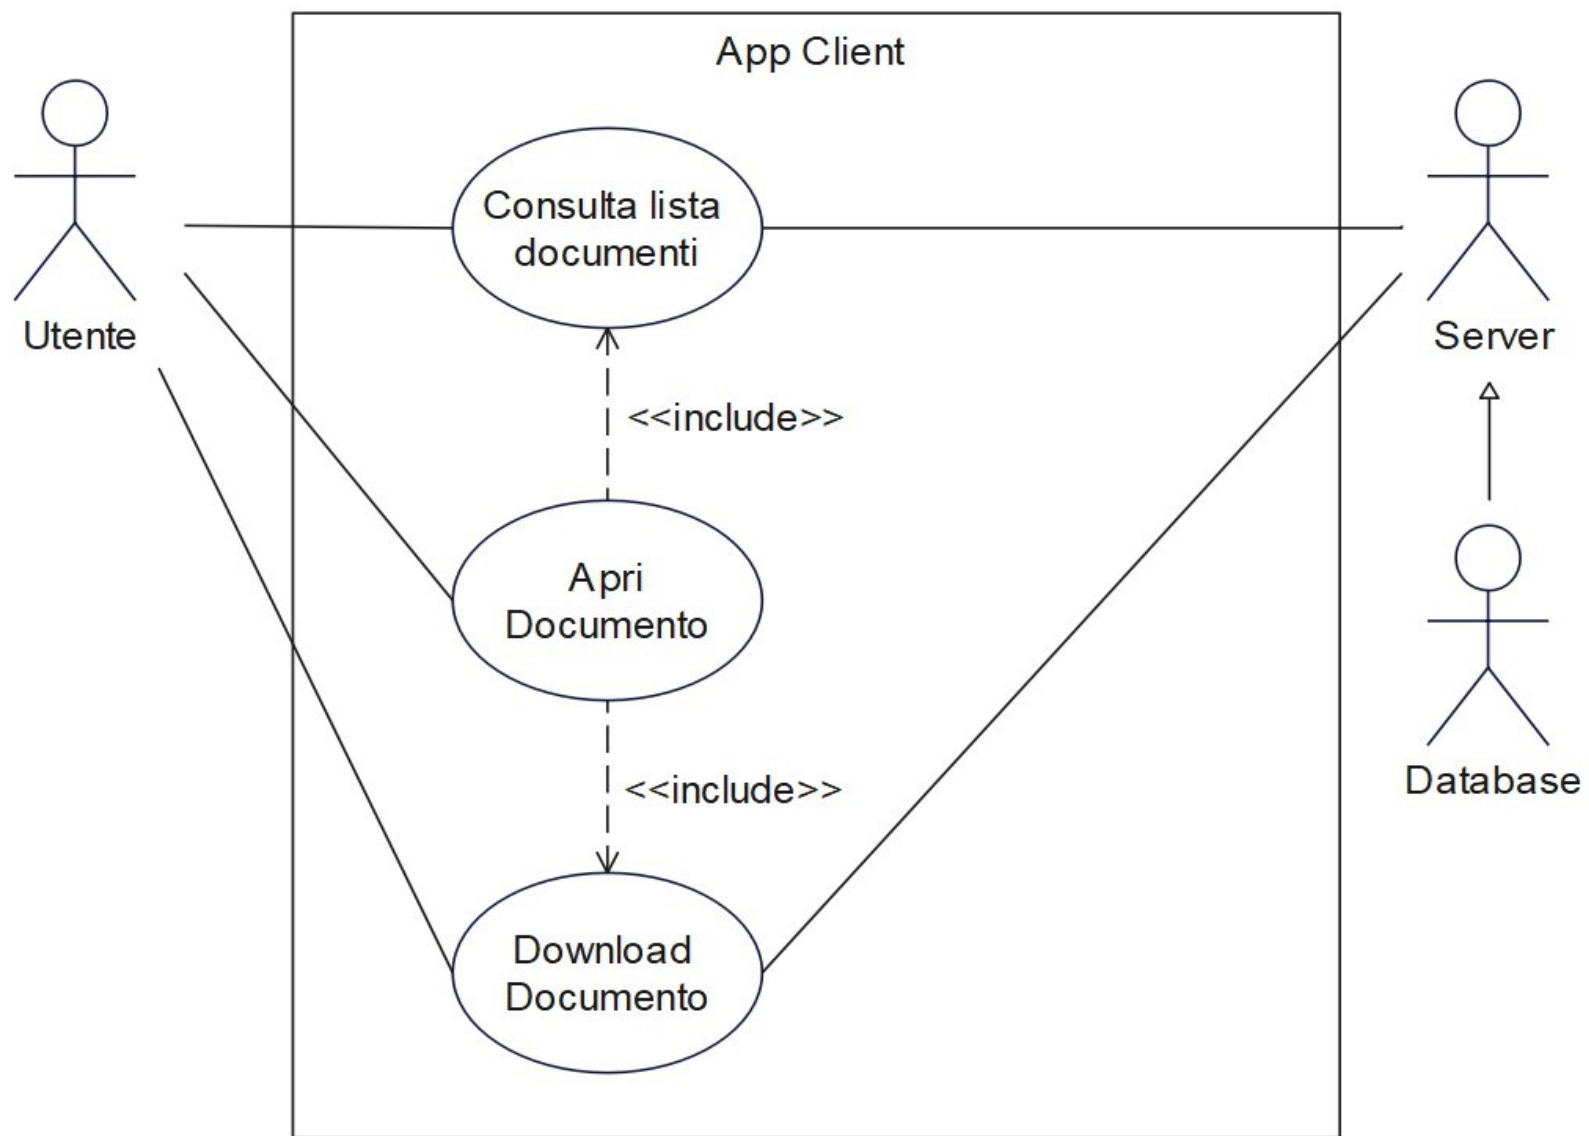 App Client
Consulta lista
documenti
Utente
Server
<<include>>
Apri
Documento
Database
<<include>>
Download
Documento